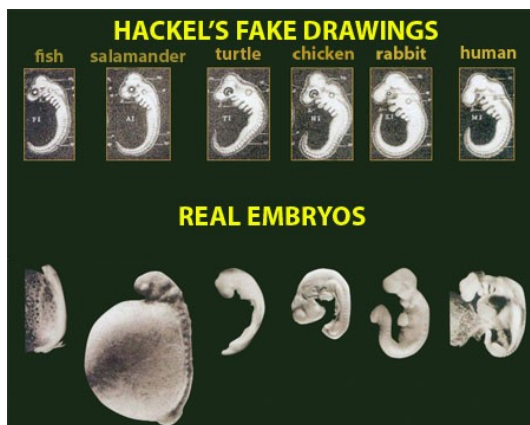 HACKEL'S FAKE DRAWINGS
fish salamander turtle chicken rabbit human
REAL EMBRYOS